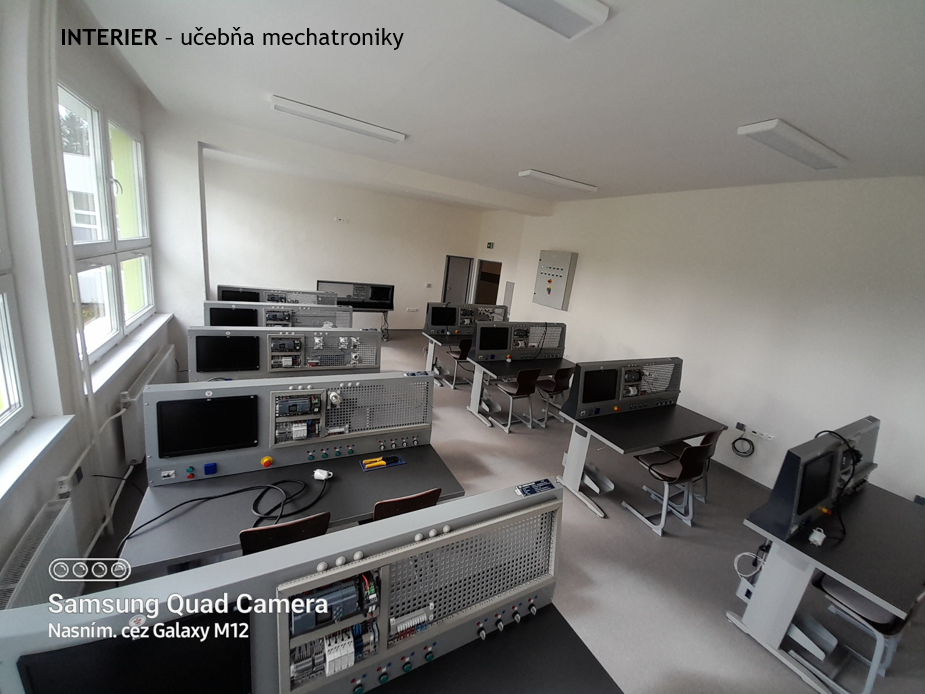 INTERIER – učebňa mechatroniky
Samsung Quad Camera
Nasním. cez Galaxy M12